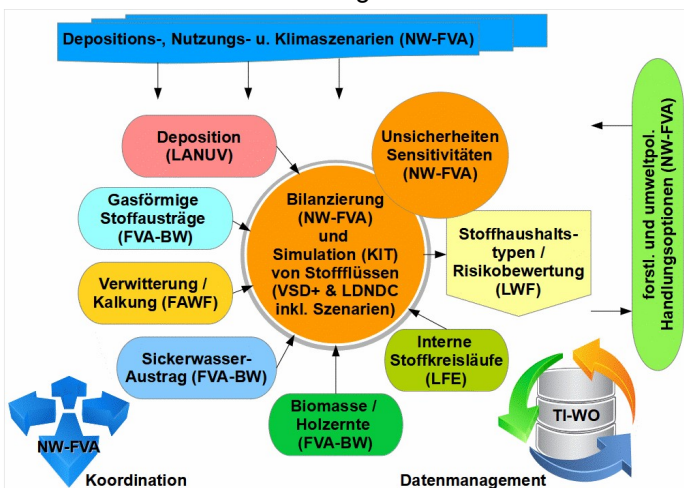 Depositions-, Nutzungs- u. Klimaszenarien (NW-FVA)
Deposition
(LANUV)
Unsicherheiten
Sensitivitäten
(NW-FVA)
forstl. und umweltpol.
Handlungsoptionen (NW-FVA)
Gasförmige
Stoffausträge
(FVA-BW)
Bilanzierung
(NW-FVA)
und
Simulation (KIT)
von Stoffflüssen
(VSD+ & LDNDC
inkl. Szenarien)
Stoffhaushalts-
typen /
Risikobewertung
(LWF)
Verwitterung /
Kalkung (FAWF)
Sickerwasser-
Austrag (FVA-BW)
Interne
Stoffkreisläufe
(LFE)
Biomasse /
Holzernte
(FVA-BW)
NW-FVA
Koordination
TI-WO
Datenmanagement